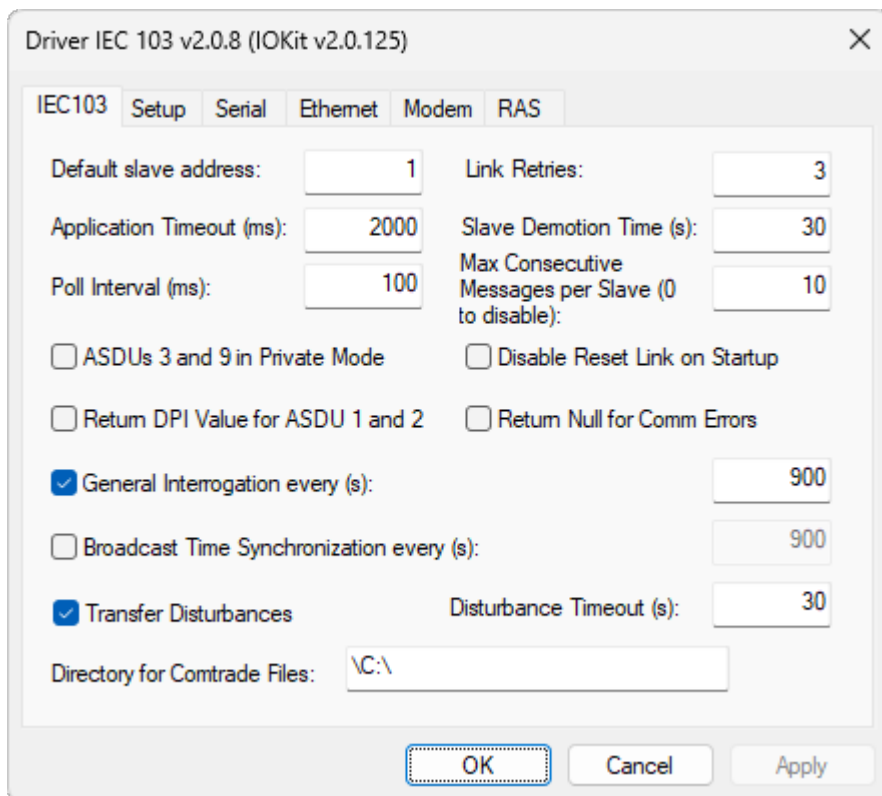 Driver IEC 103 v2.0.8 (IOKit v2.0.125)
IEC103 Setup Serial Ethernet Modem RAS
Default slave address: 1 Link Retries: 3
Application Timeout (ms): 2000 Slave Demotion Time (s): 30
Poll Interval (ms): 100
Max Consecutive
Messages per Slave (0
to disable): 10
ASDUs 3 and 9 in Private Mode Disable Reset Link on Startup
Return DPI Value for ASDU 1 and 2 Return Null for Comm Errors
General Interrogation every (s): 900
Broadcast Time Synchronization every (s): 900
Transfer Disturbances Disturbance Timeout (s): 30
Directory for Comtrade Files: \C:\
OK Cancel Apply